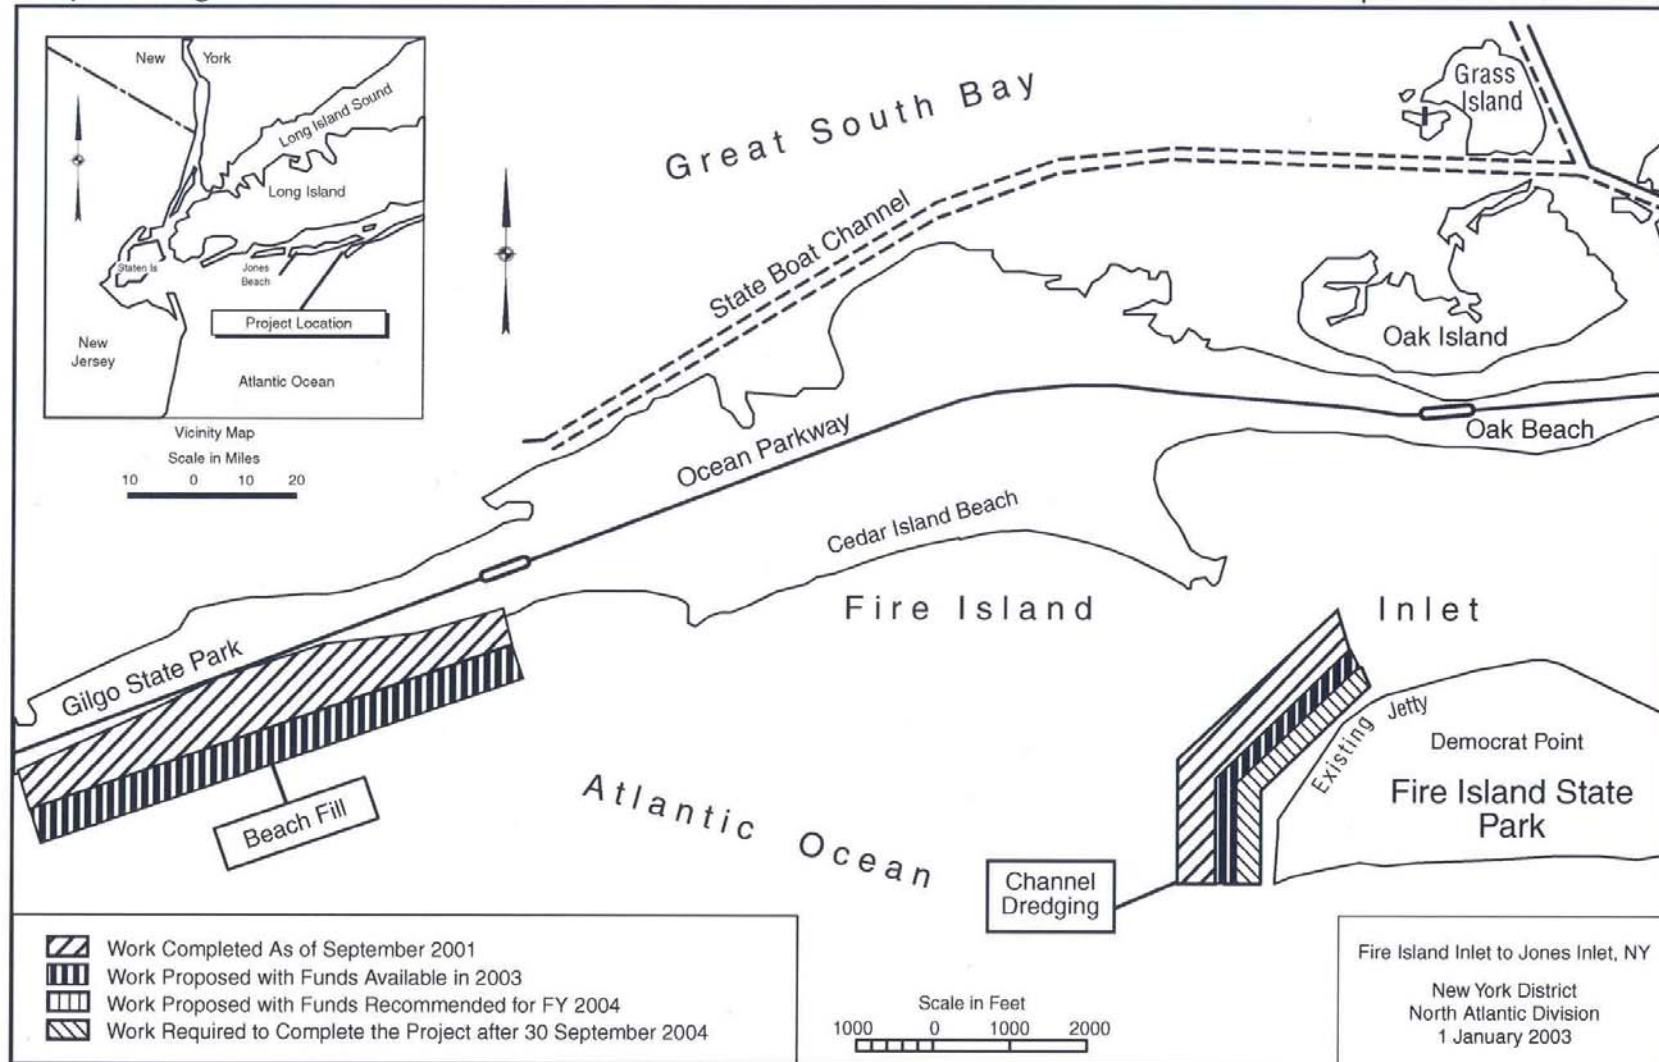 New York
Long Island Sound
Long Island
Staten Is
Jones
Beach
Project Location
New
Jersey
Atlantic Ocean
Vicinity Map
Scale in Miles
10 0 10 20
Great South Bay
State Boat Channel
Grass
Island
Oak Island
Ocean Parkway
Oak Beach
Cedar Island Beach
Fire Island Inlet
Gilgo State Park
Beach Fill
Atlantic Ocean
Existing Jetty
Democrat Point
Fire Island State
Park
Channel
Dredging
Work Completed As of September 2001
Work Proposed with Funds Available in 2003
Work Proposed with Funds Recommended for FY 2004
Work Required to Complete the Project after 30 September 2004
Scale in Feet
1000 0 1000 2000
Fire Island Inlet to Jones Inlet, NY
New York District
North Atlantic Division
1 January 2003